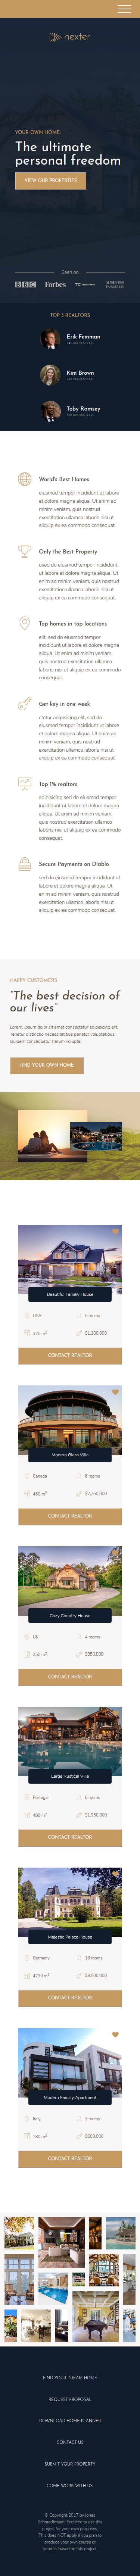 nexter
YOUR OWN HOME:
The ultimate
personal freedom
VIEW OUR PROPERTIES
Seen on
BBC
Forbes
BUSINESS
INSIDER
TOP 3 REALTORS
Erik Feinman
Kim Brown
Toby Ramsey
World's Best Homes
eiusmod tempor incididunt ut labore
et dolore magna aliqua. Ut enim ad
minim veniam, quis nostrud
exercitation ullamco laboris nisi ut
aliquip ex ea commodo consequat.
Only the Best Property
used do eiusmod tempor incididunt
ut labore et dolore magna aliqua. Ut
enim ad minim veniam, quis nostrud
exercitation ullamco laboris nisi ut
aliquip ex ea commodo consequat.
Top homes in top locations
elit, sed do eiusmod tempor
incididunt ut labore et dolore magna
aliqua. Ut enim ad minim veniam,
quis nostrud exercitation ullamco
laboris nisi ut aliquip ex ea commodo
consequat.
Get key in one week
ctetur adipisicing elit, sed do
eiusmod tempor incididunt ut labore
et dolore magna aliqua. Ut enim ad
minim veniam, quis nostrud
exercitation ullamco laboris nisi ut
aliquip ex ea commodo consequat.
Top 1% realtors
adipisicing sed do eiusmod tempor
incididunt ut labore et dolore magna
aliqua. Ut enim ad minim veniam,
quis nostrud exercitation ullamco
laboris nisi ut aliquip ex ea commodo
consequat.
Secure Payments on Diablo.
sed do eiusmod tempor incididunt ut
labore et dolore magna aliqua. Ut
enim ad minim veniam, quis nostrud
exercitation ullamco laboris nisi ut
aliquip ex ea commodo consequat.
HAPPY CUSTOMERS
“The best decision of
our lives”
Lorem, ipsum dolor sit amet consectetur adipisicing elit.
Tenetur distinctio necessitatibus pariatur voluptatibus.
Quidem consequatur harum volupta!
FIND YOUR OWN HOME
Beautiful Family House
USA
5 rooms
325 m²
$1,200,000
CONTACT REALTOR
Modern Glass Villa
Canada
8 rooms
450 m²
$2,750,000
CONTACT REALTOR
Cozy Country House
UK
4 rooms
250 m²
$850,000
CONTACT REALTOR
Large Rustical Villa
Portugal
6 rooms
480 m²
$1,950,000
CONTACT REALTOR
Majestic Palace House
Germany
18 rooms
4230 m²
$9,500,000
CONTACT REALTOR
Modern Family Apartment
Italy
3 rooms
180 m²
$600,000
CONTACT REALTOR
FIND YOUR DREAM HOME
REQUEST PROPOSAL
DOWNLOAD HOME PLANNER
CONTACT US
SUBMIT YOUR PROPERTY
COME WORK WITH US!
© Copyright 2017 by Jonas
Schmedtmann. Feel free to use this
project for your own purposes.
This does NOT apply if you plan to
produce your own course or
tutorials based on this project.